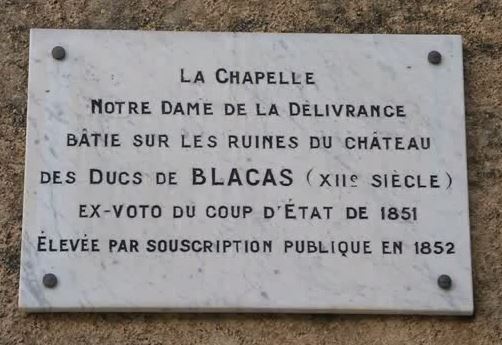 LA CHAPELLE
NOTRE DAME DE LA DÉLIVRANCE
BÂTIE SUR LES RUINES DU CHÂTEAU
DES DUCS DE BLACAS (XIIe SIÈCLE)
EX-VOTO DU COUP D'ÉTAT DE 1851
ÉLEVÉE PAR SOUSCRIPTION PUBLIQUE EN 1852